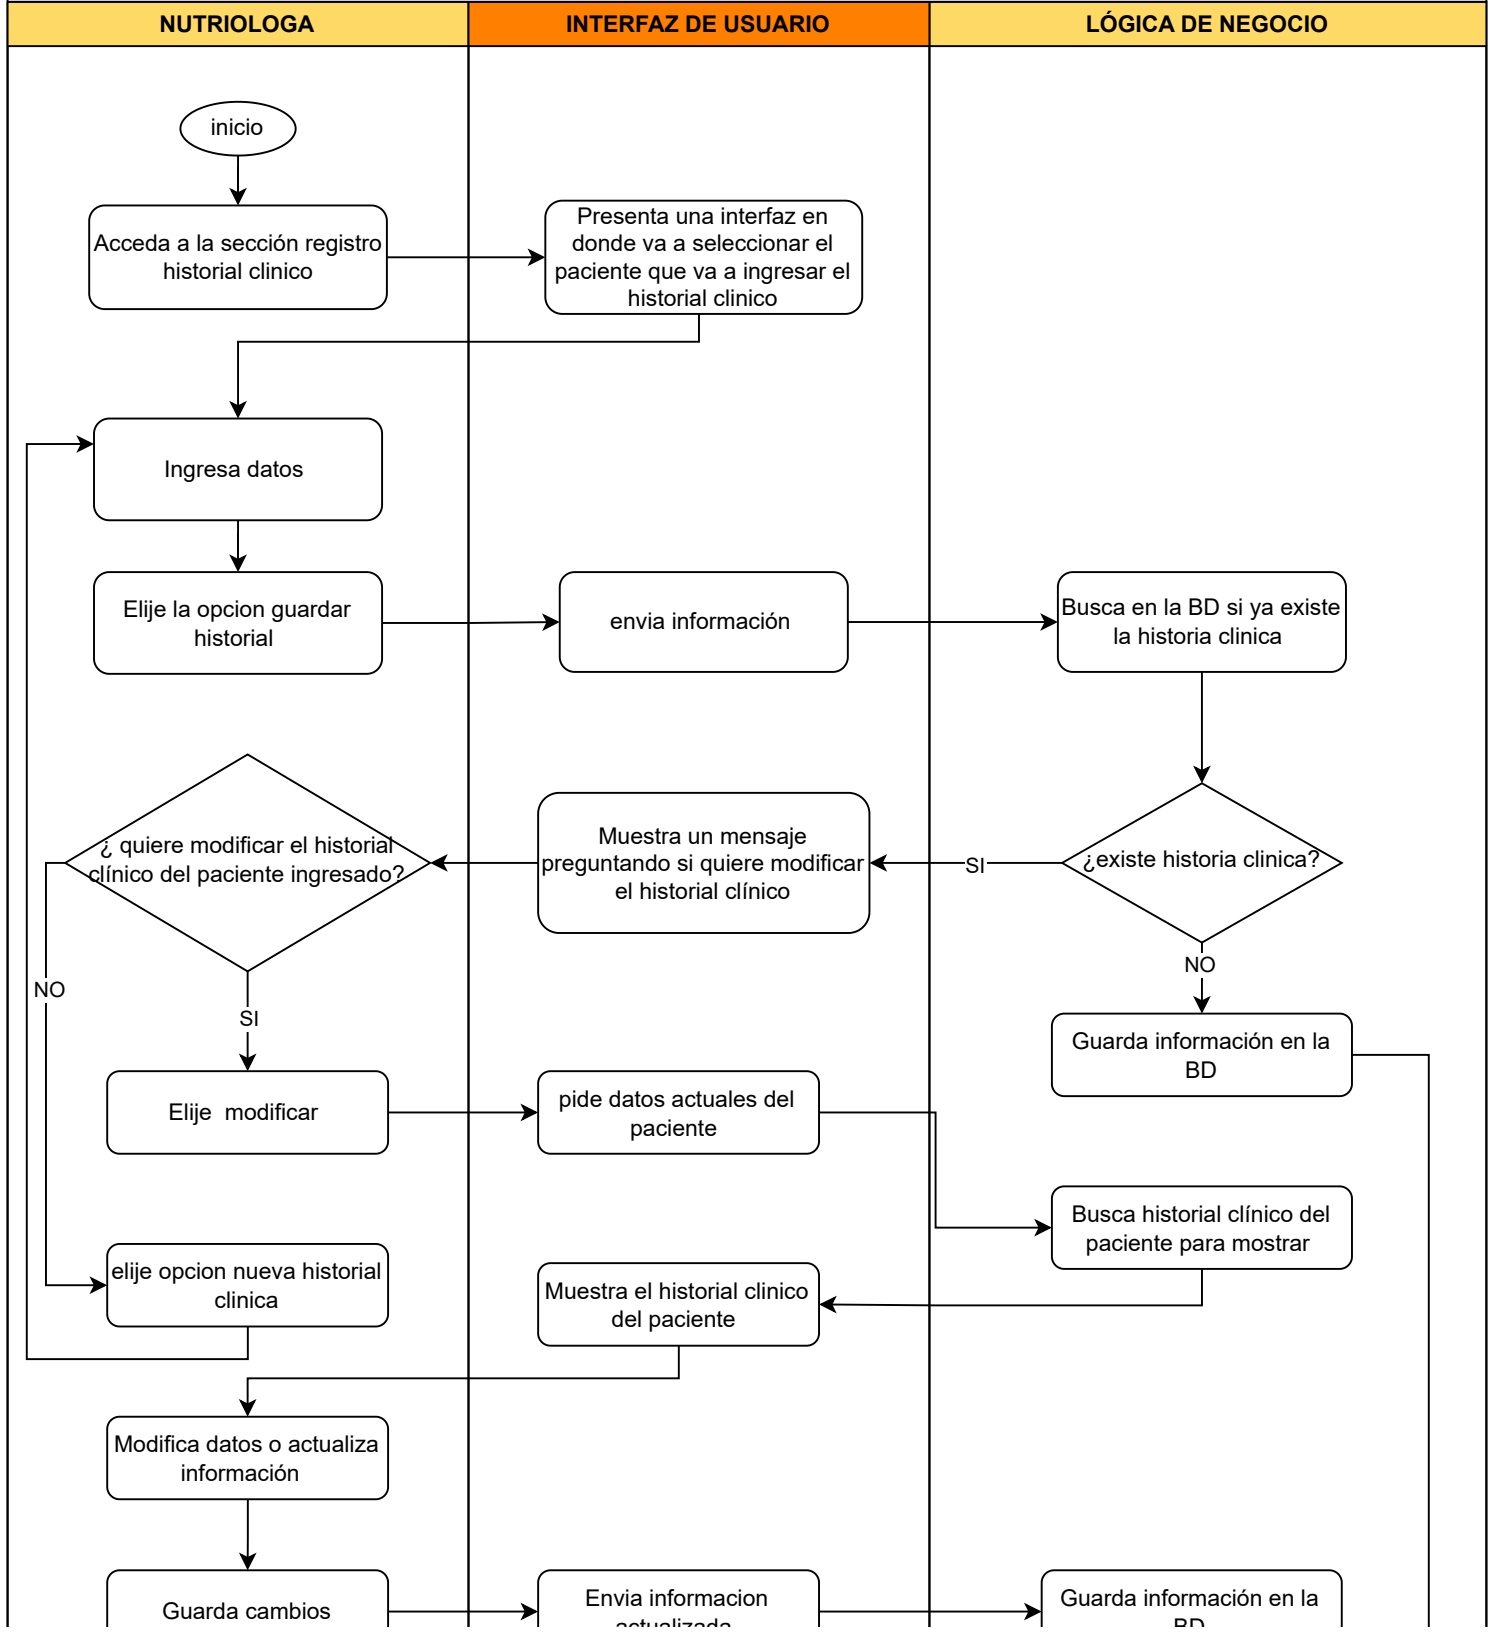 NUTRIOLOGA
INTERFAZ DE USUARIO
LÓGICA DE NEGOCIO
inicio
Acceda a la sección registro
historial clinico
Presenta una interfaz en
donde va a seleccionar el
paciente que va a ingresar el
historial clinico
Ingresa datos
Elije la opcion guardar
historial
envia información
Busca en la BD si ya existe
la historia clinica
¿ quiere modificar el historial
clínico del paciente ingresado?
Muestra un mensaje
preguntando si quiere modificar
el historial clínico
SI
¿existe historia clinica?
NO
NO
SI
Guarda información en la
BD
Elije  modificar
pide datos actuales del
paciente
Busca historial clínico del
paciente para mostrar
elije opcion nueva historial
clinica
Muestra el historial clinico
del paciente
Modifica datos o actualiza
información
Guarda cambios
Envia informacion
actualizada
Guarda información en la
BD